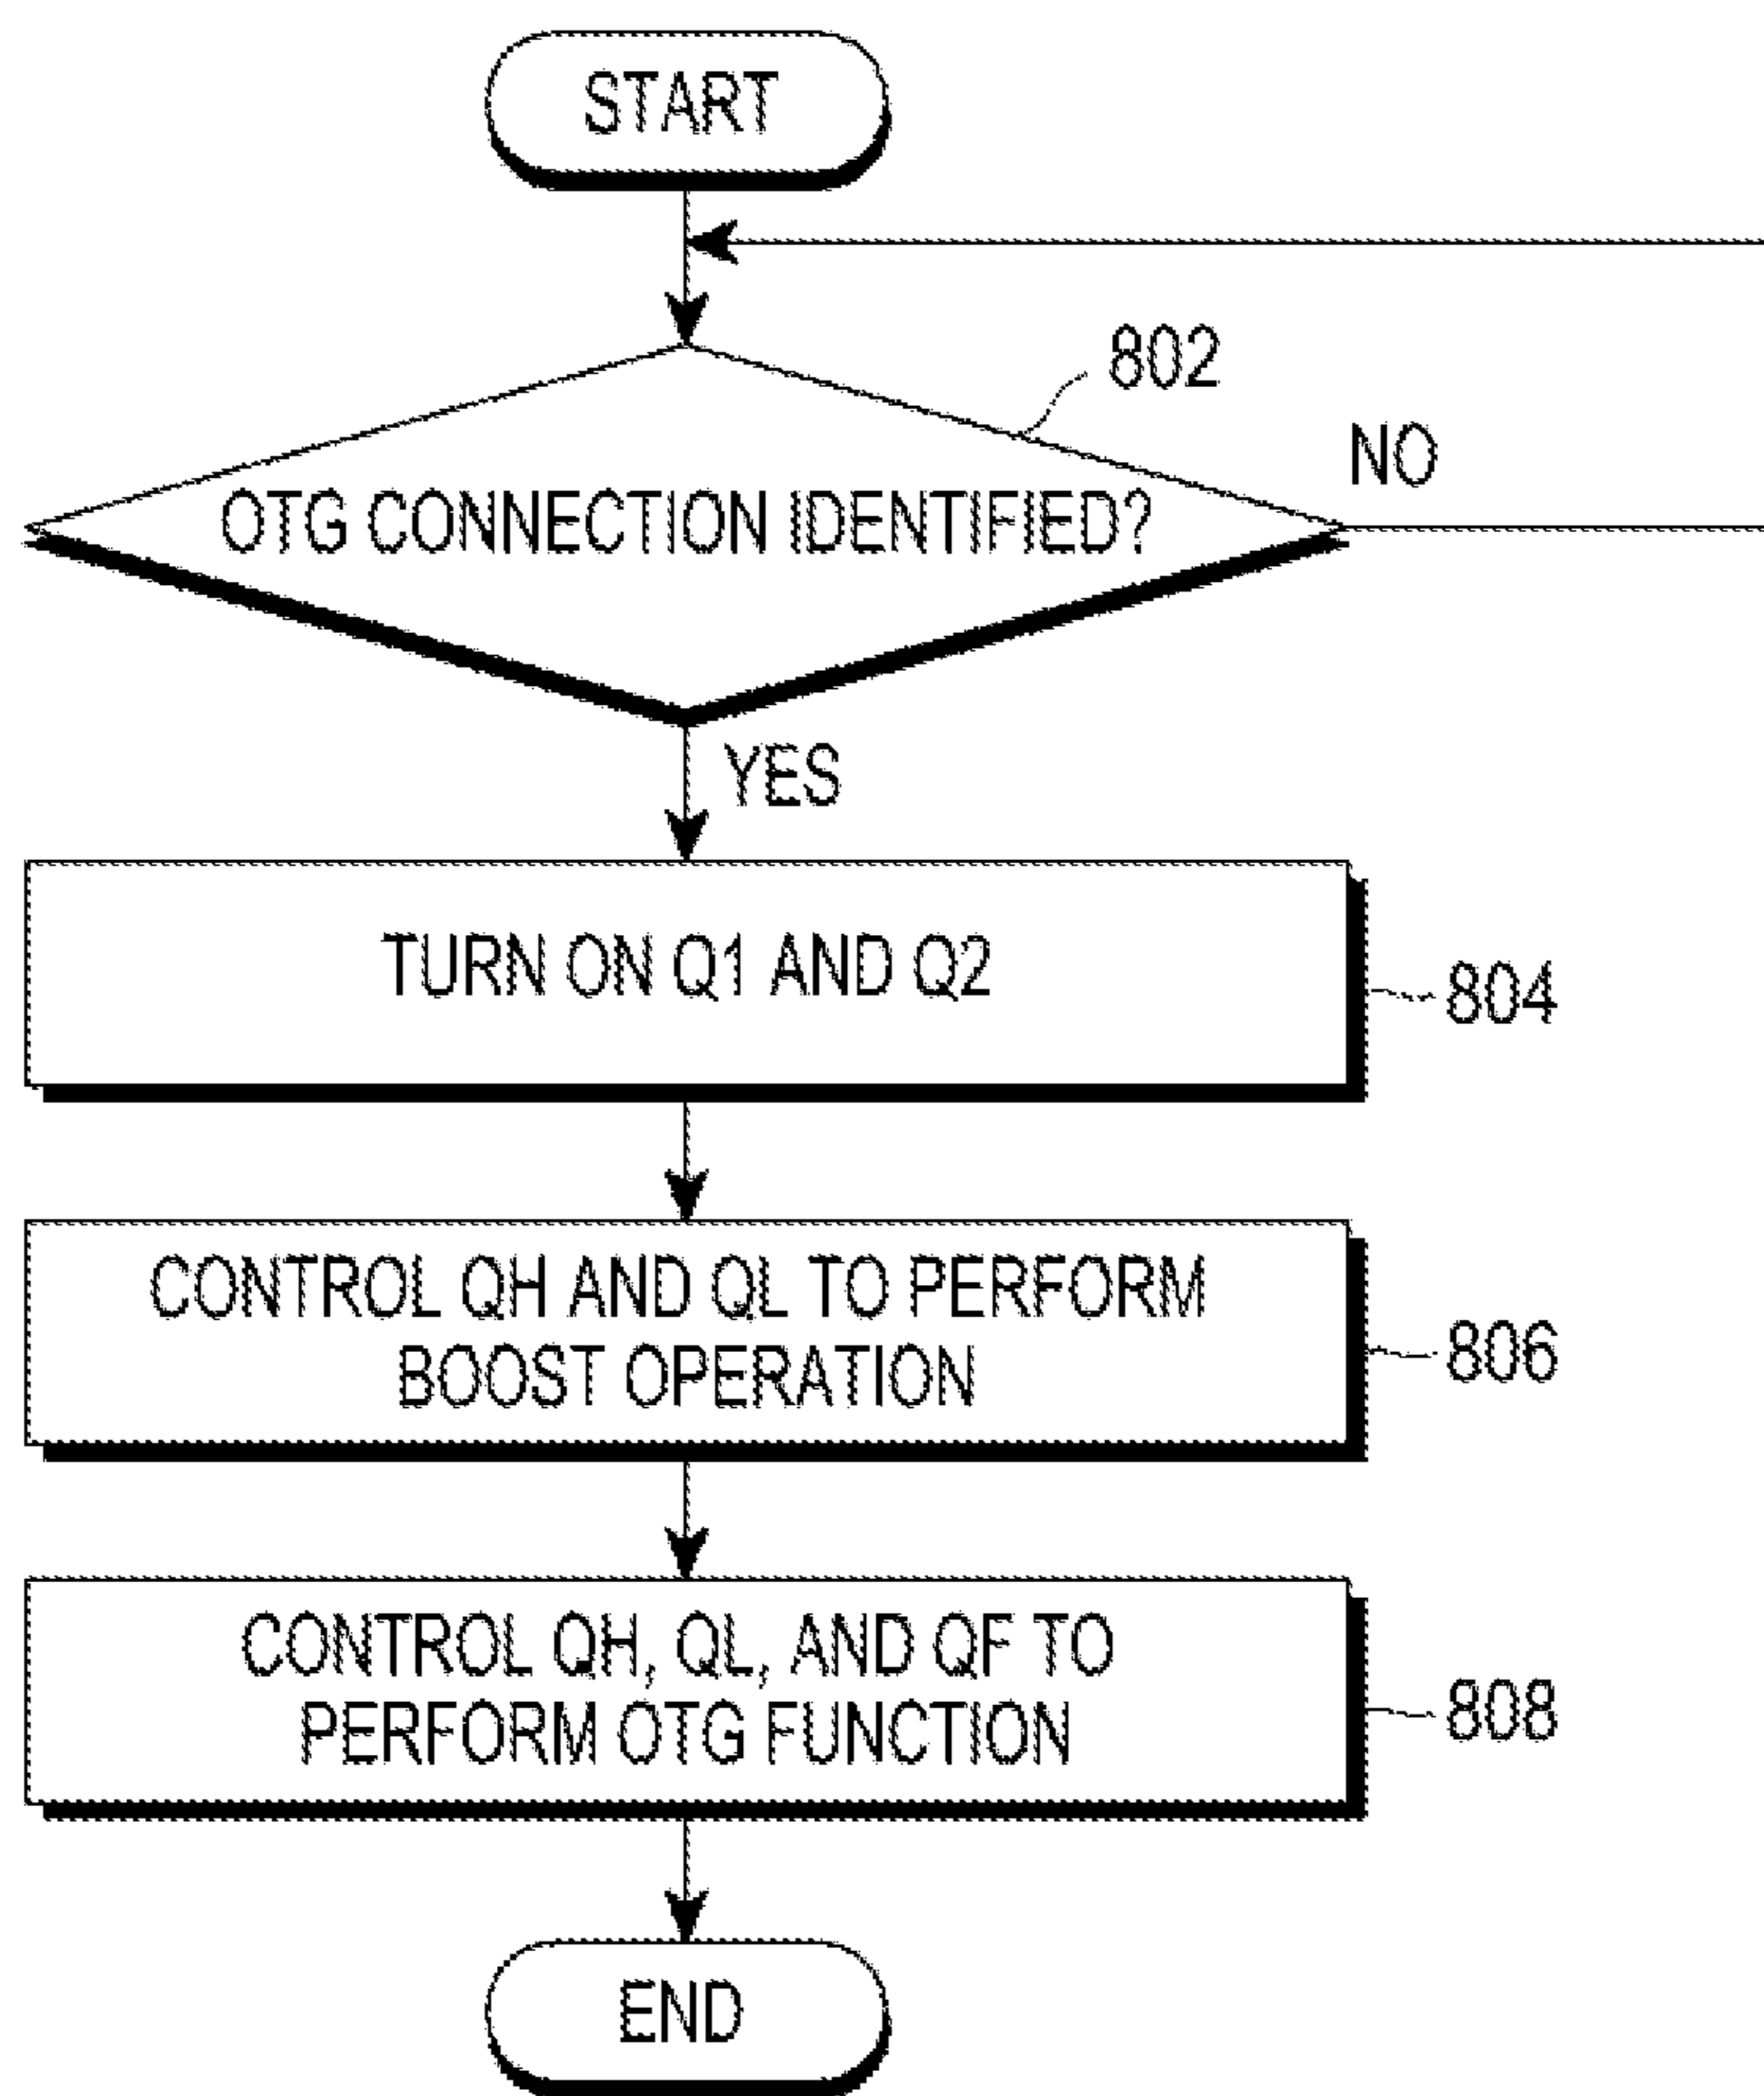 START
802
NO
OTG CONNECTION IDENTIFIED?
YES
TURN ON Q1 AND Q2
804
CONTROL QH AND QL TO PERFORM
BOOST OPERATION
806
CONTROL QH, QL, AND QF TO
PERFORM OTG FUNCTION
808
END